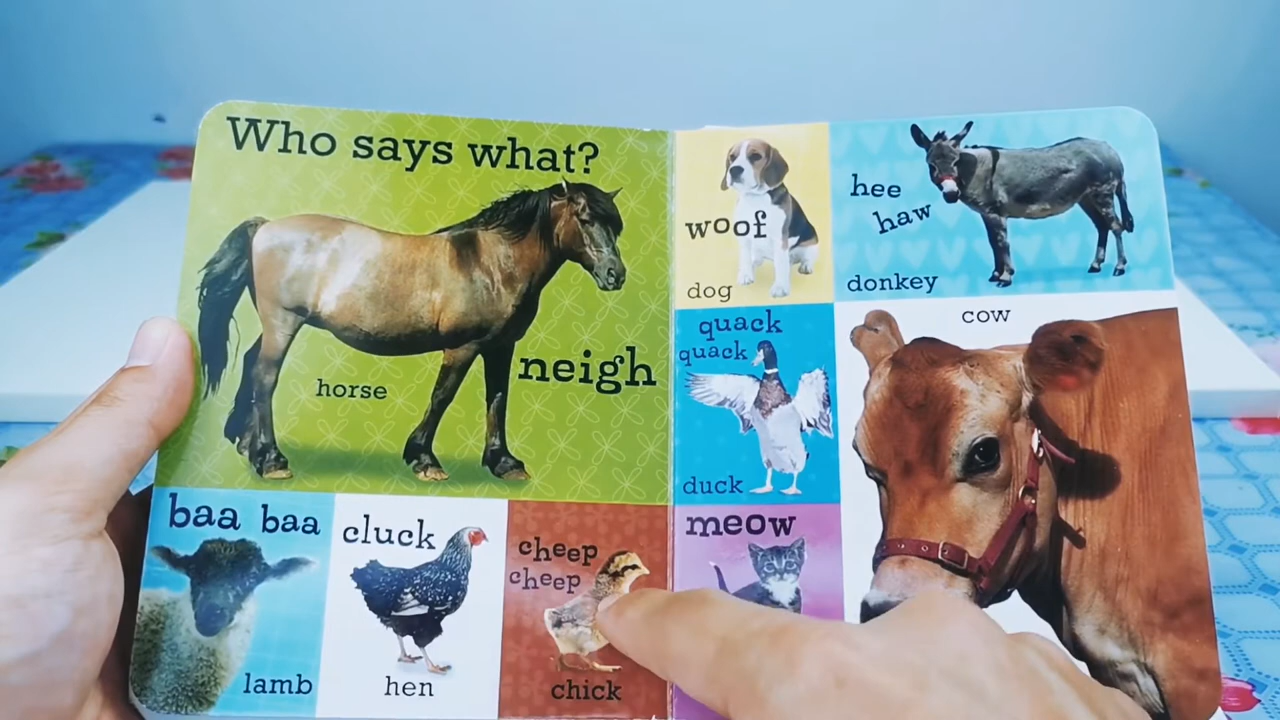 Who says what?
horse
neigh
baa baa
lamb
cluck
hen
cheep
cheep
chick
woof
dog
hee
haw
donkey
quack
quack
duck
cow
meow